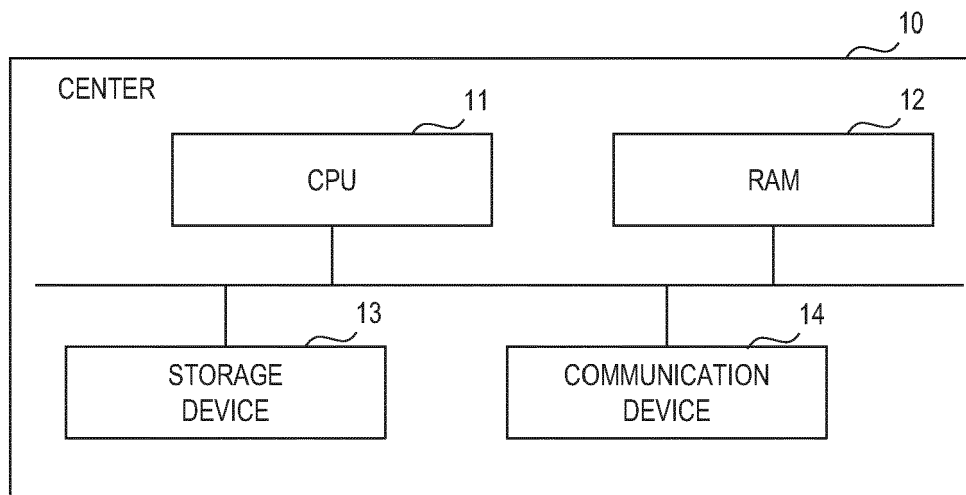 10
CENTER
11
12
CPU
RAM
13
14
STORAGE
DEVICE
COMMUNICATION
DEVICE